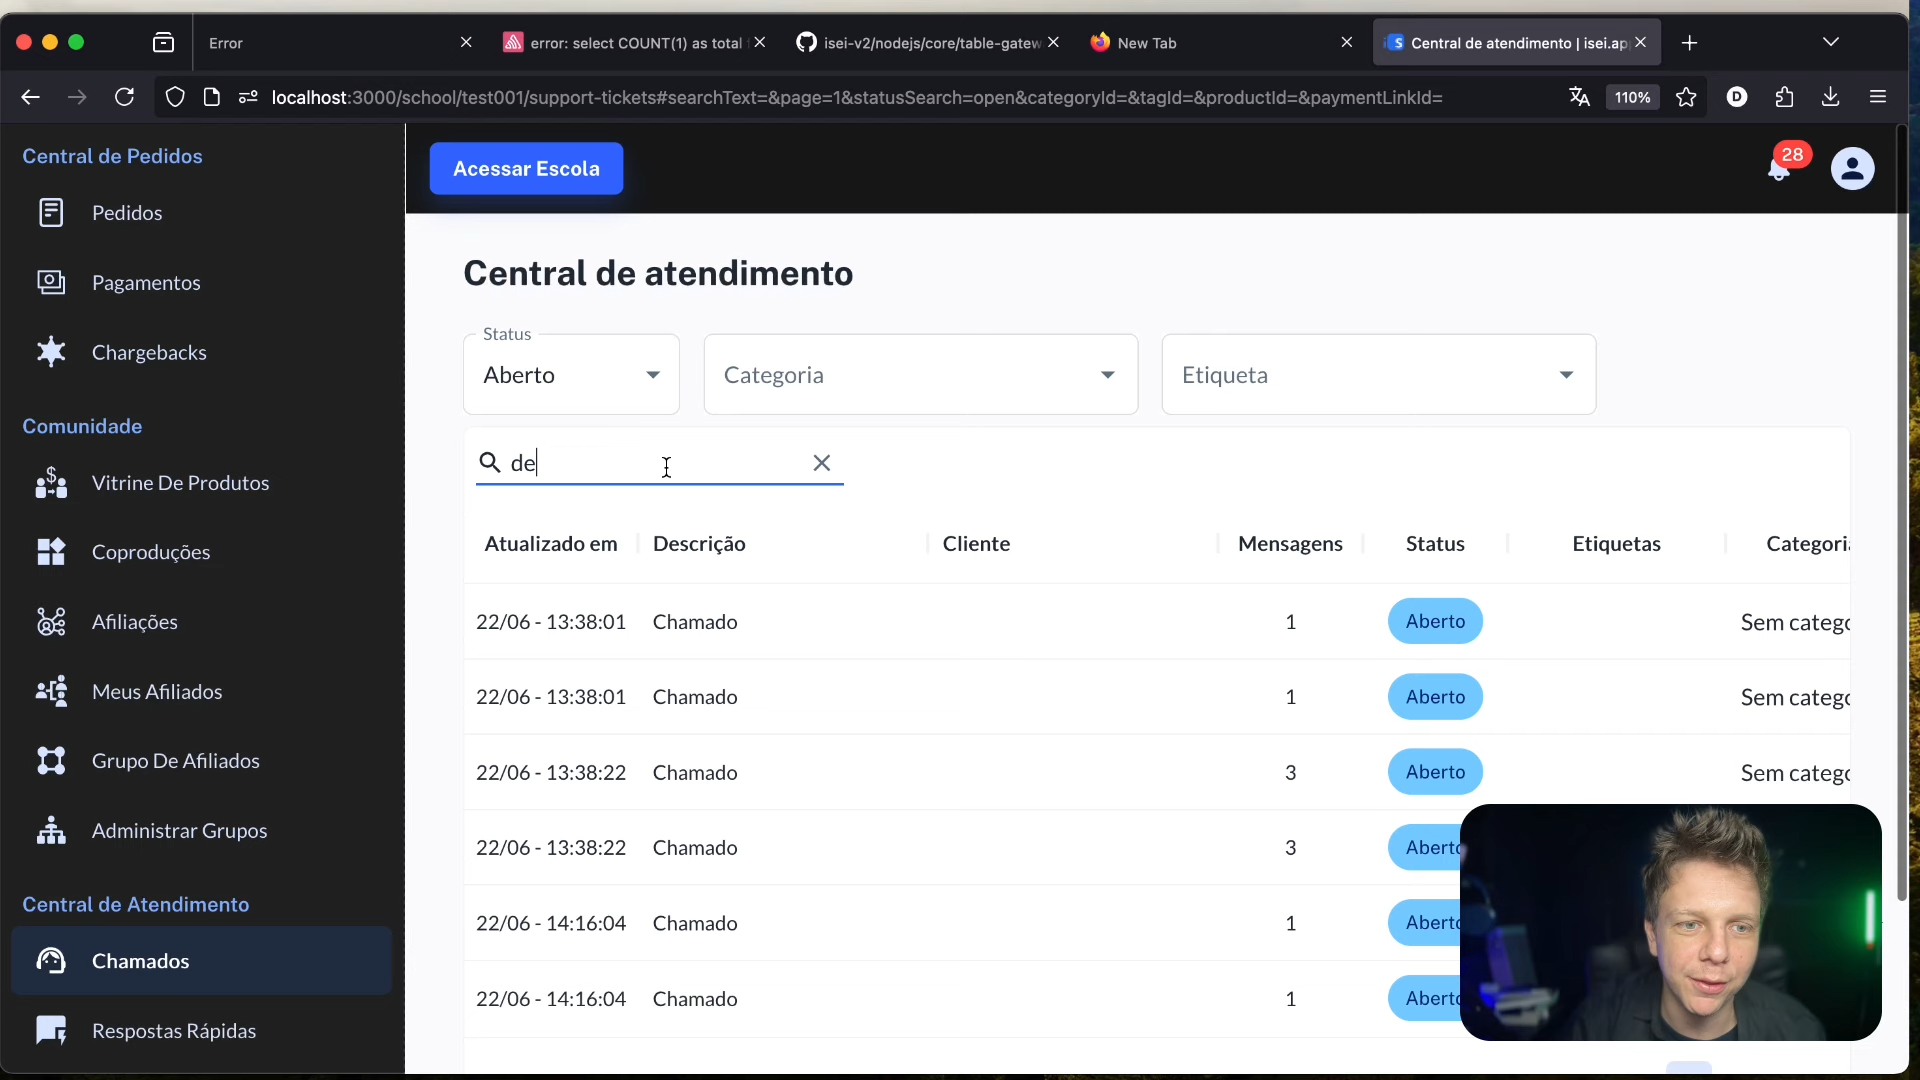 Error
error: select COUNT(1) as total
isei-v2/nodejs/core/table-gatew
New Tab
Central de atendimento | isei.ap
localhost:3000/school/test001/support-tickets#searchText=&page=1&statusSearch=open&categoryId=&tagId=&productId=&paymentLinkId=
110%
D
Central de Pedidos
Pedidos
Pagamentos
Chargebacks
Comunidade
Vitrine De Produtos
Coproduções
Afiliações
Meus Afiliados
Grupo De Afiliados
Administrar Grupos
Central de Atendimento
Chamados
Respostas Rápidas
Acessar Escola
28
Central de atendimento
Status
Aberto
Categoria
Etiqueta
de
Atualizado em Descrição Cliente Mensagens Status Etiquetas Categori
22/06 - 13:38:01 Chamado 1 Aberto Sem catego
22/06 - 13:38:01 Chamado 1 Aberto Sem catego
22/06 - 13:38:22 Chamado 3 Aberto Sem catego
22/06 - 13:38:22 Chamado 3 Aberto
22/06 - 14:16:04 Chamado 1 Aberto
22/06 - 14:16:04 Chamado 1 Aberto